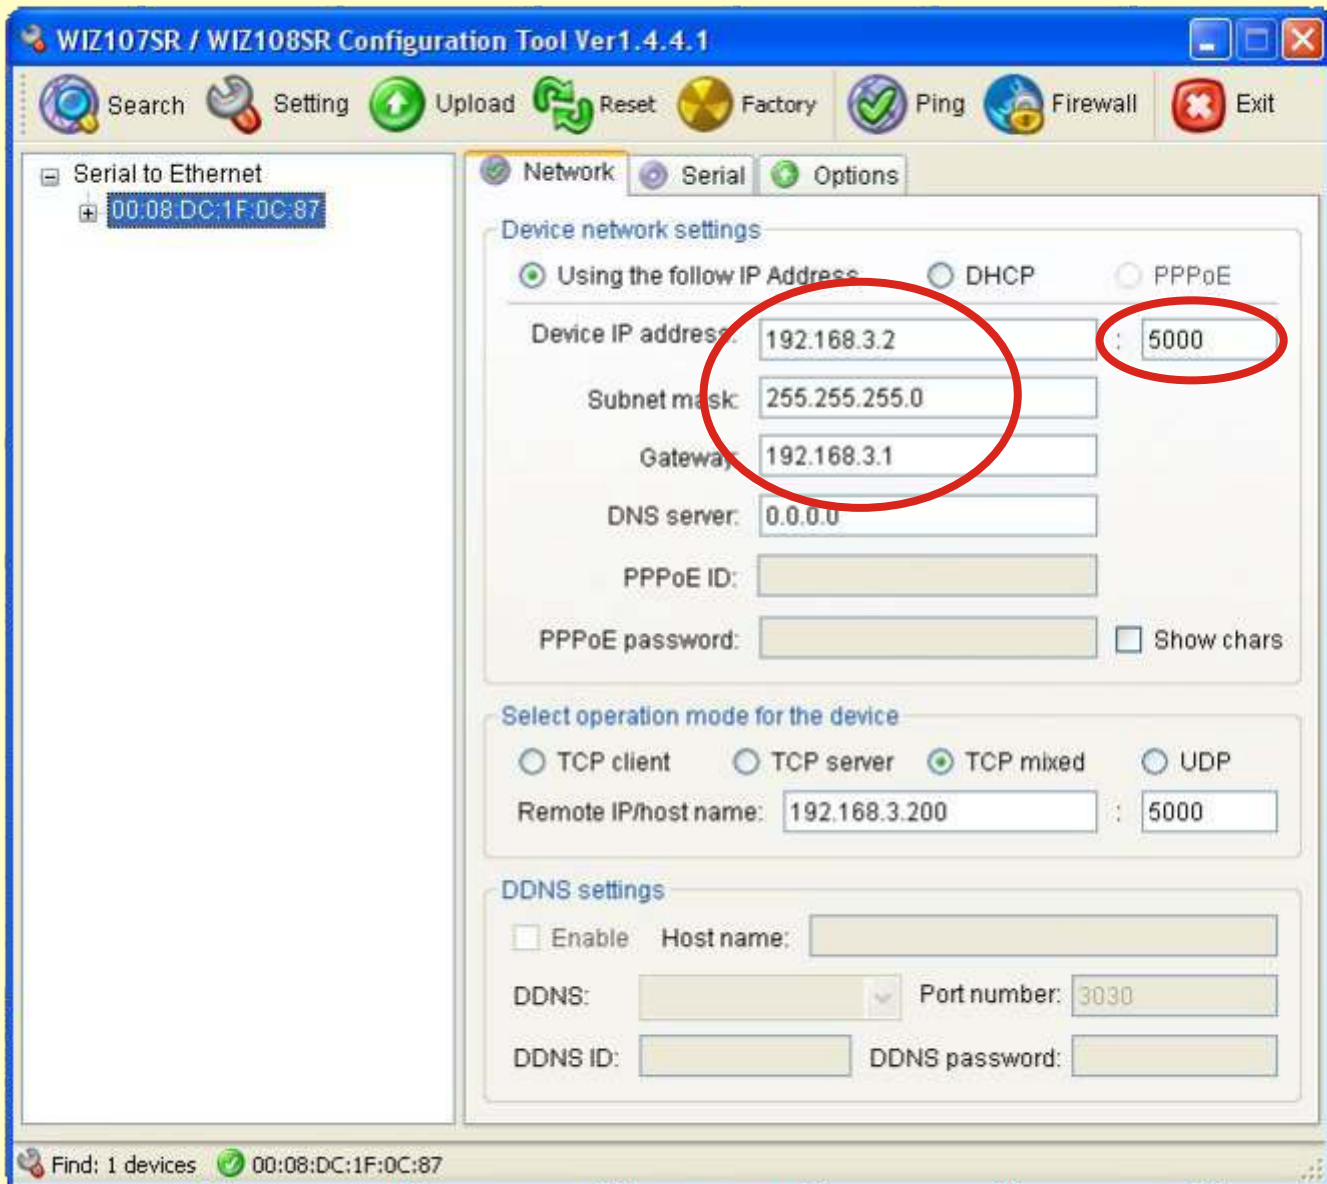 WIZ107SR / WIZ108SR Configuration Tool Ver1.4.4.1
Search Setting Upload Reset Factory Ping Firewall Exit
Serial to Ethernet
00:08:DC:1F:0C:87
Network Serial Options
Device network settings
Using the follow IP Address DHCP PPPoE
Device IP address: 192.168.3.2 : 5000
Subnet mask: 255.255.255.0
Gateway: 192.168.3.1
DNS server: 0.0.0.0
PPPoE ID:
PPPoE password: Show chars
Select operation mode for the device
TCP client TCP server TCP mixed UDP
Remote IP/host name: 192.168.3.200 : 5000
DDNS settings
Enable Host name:
DDNS: Port number: 3030
DDNS ID: DDNS password:
Find: 1 devices 00:08:DC:1F:0C:87